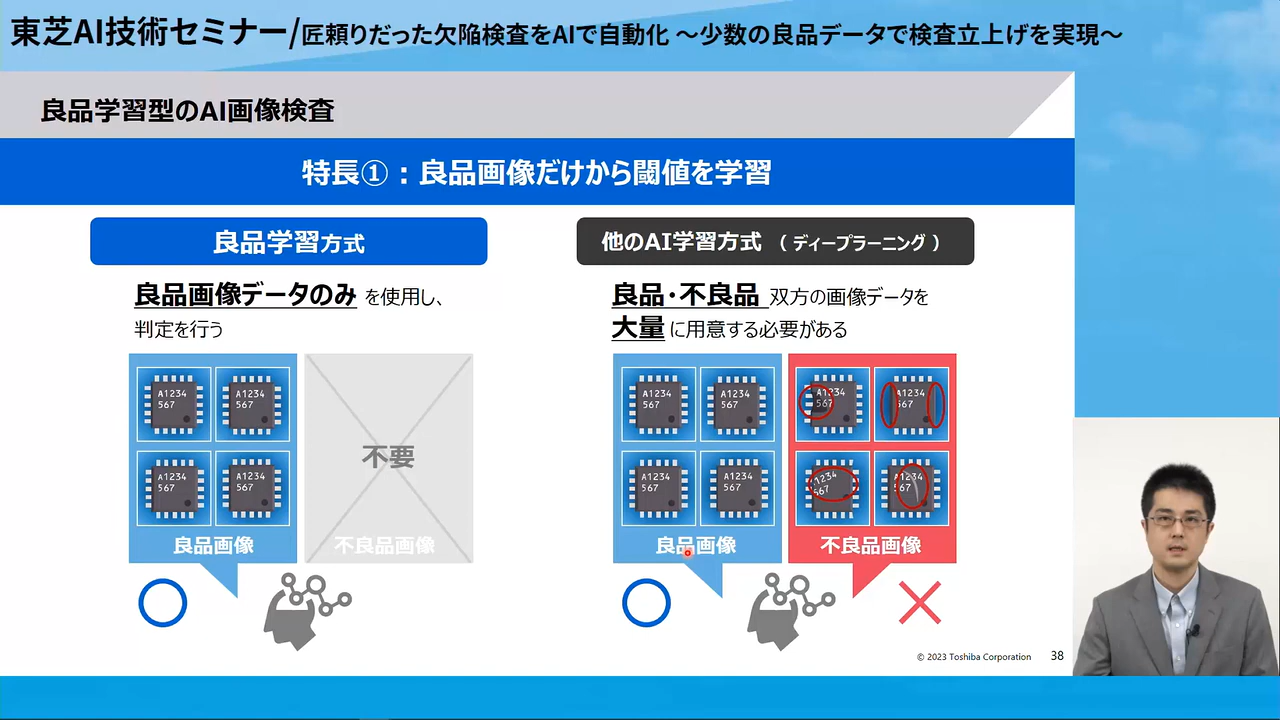 東芝AI技術セミナー/匠頼りだった欠陥検査をAIで自動化 ～少数の良品データで検査立上げを実現～
良品学習型のAI画像検査
特長①：良品画像だけから閾値を学習
良品学習方式
良品画像データのみ を使用し、
判定を行う
A1234
567
A1234
567
A1234
567
A1234
567
良品画像
不要
不良品画像
他のAI学習方式 （ ディープラーニング ）
良品・不良品 双方の画像データを
大量 に用意する必要がある
A1234
567
A1234
567
A1234
567
A1234
567
良品画像
A1234
567
A1234
567
1234
567
A1234
567
不良品画像
© 2023 Toshiba Corporation 38